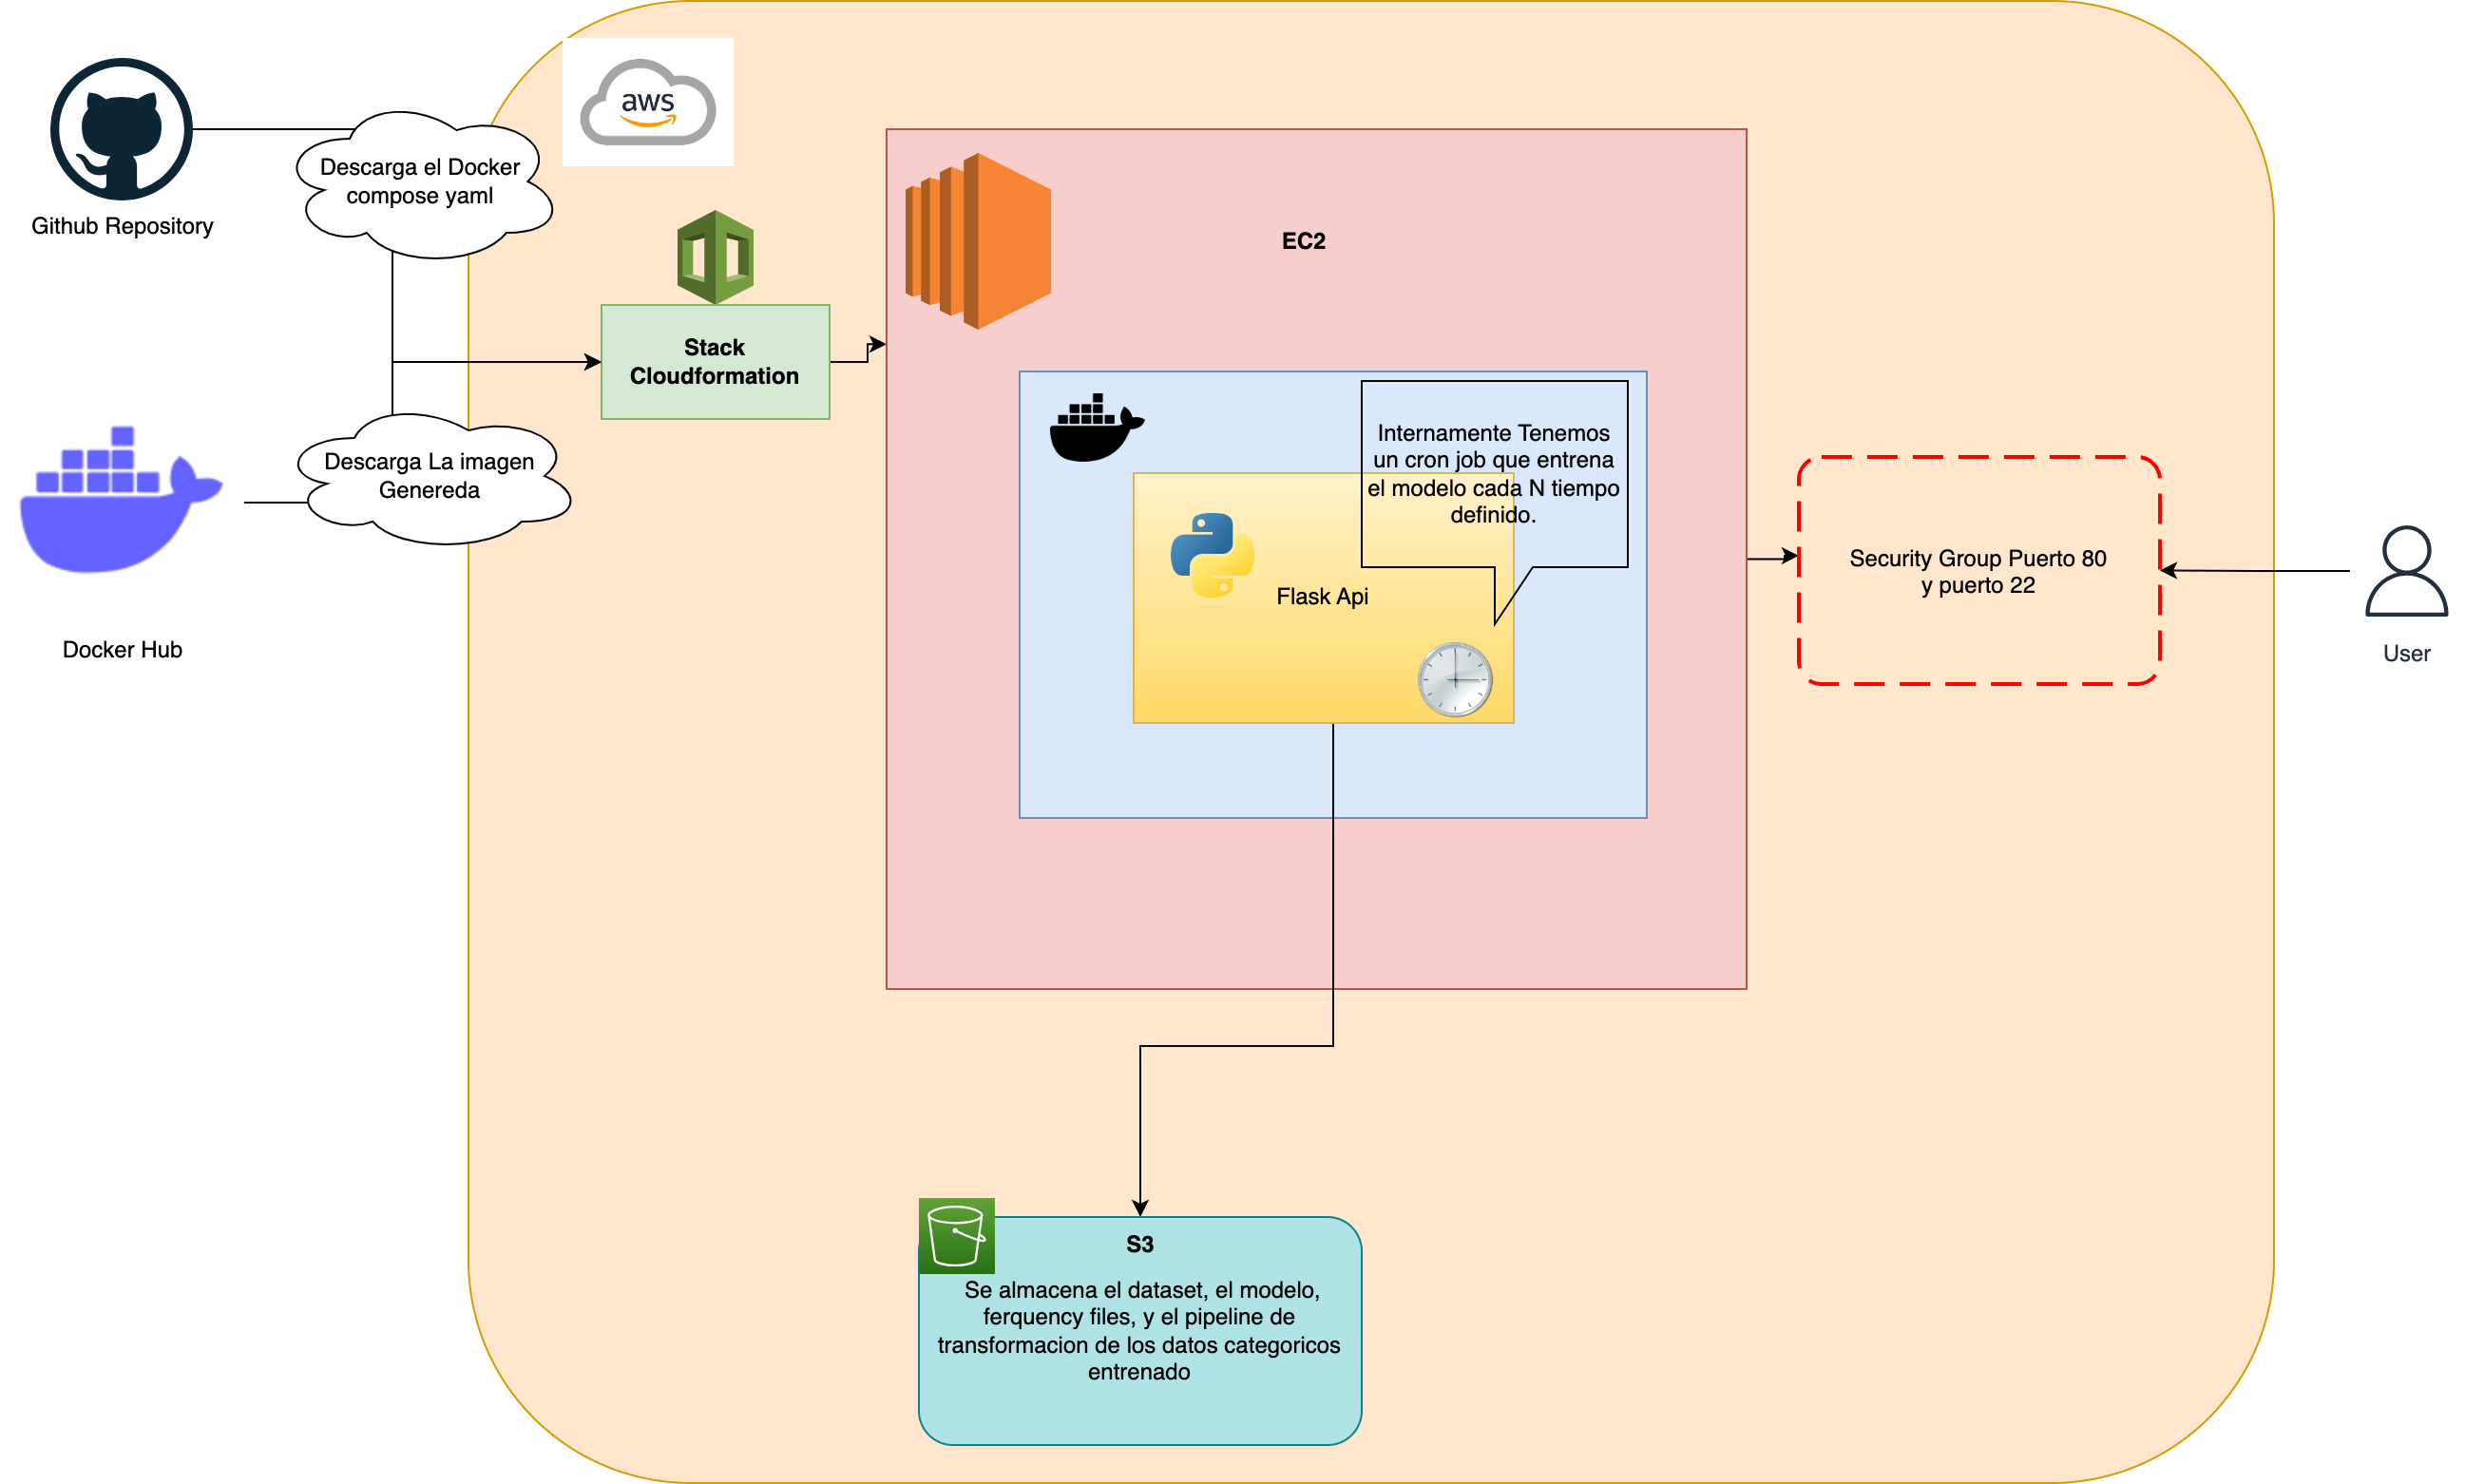 aws
Descarga el Docker
compose yaml
Github Repository
EC2
Stack
Cloudformation
Internamente Tenemos
un cron job que entrena
el modelo cada N tiempo
definido.
Descarga La imagen
Genereda
Flask Api
Security Group Puerto 80
y puerto 22
Docker Hub
User
S3
Se almacena el dataset, el modelo,
ferquency files, y el pipeline de
transformacion de los datos categoricos
entrenado